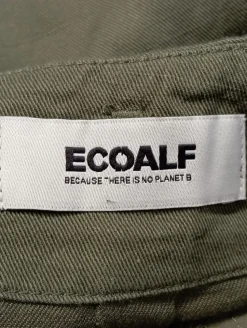 ECOALF
BECAUSE THERE IS NO PLANET B